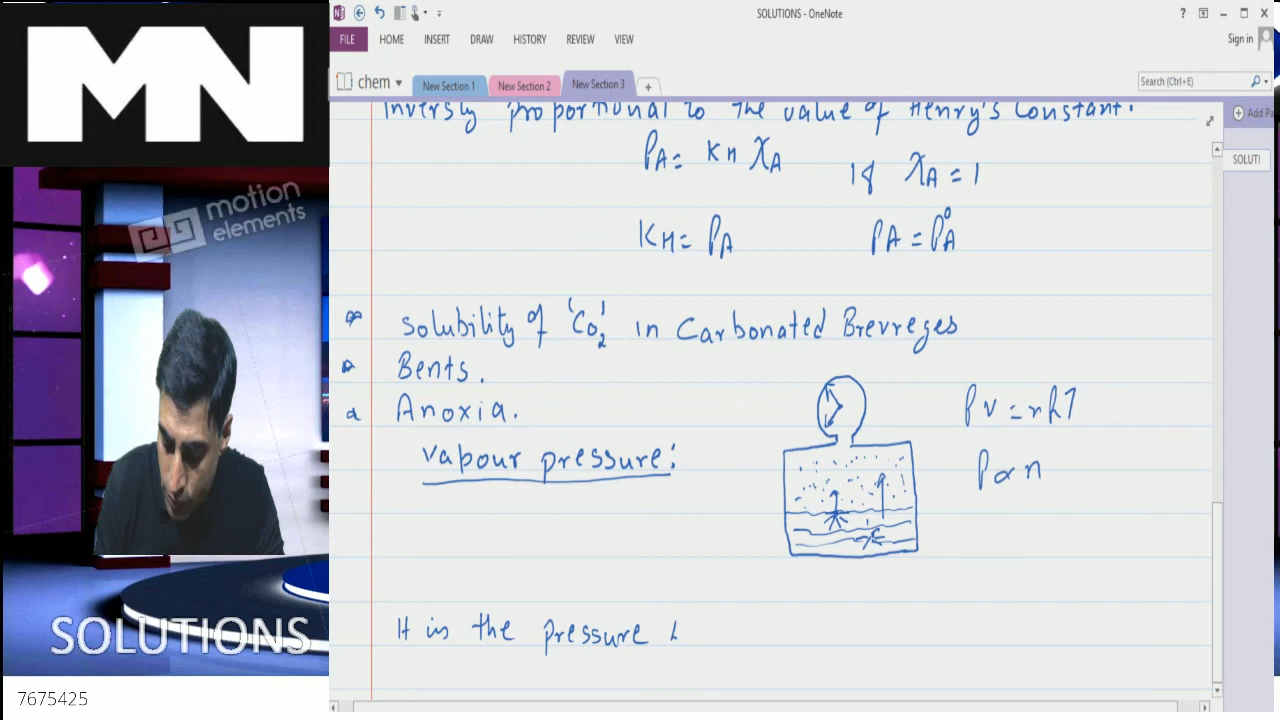 MN
SOLUTIONS - OneNote
Sign in
FILE HOME INSERT DRAW HISTORY REVIEW VIEW
chem New Section 1 New Section 2 New Section 3 + Search (Ctrl+E)
Inversly proportional to the value of Henry's Constant.
Add Pa
SOLUTI
motion
elements
PA = KH XA
If XA = 1
KH = PA
PA = P°A
Solubility of 'Co2' in Carbonated Brevreges
Bents.
Anoxia.
PV = nRT
Vapour pressure:
P ∝ n
It is the pressure
SOLUTIONS
7675425